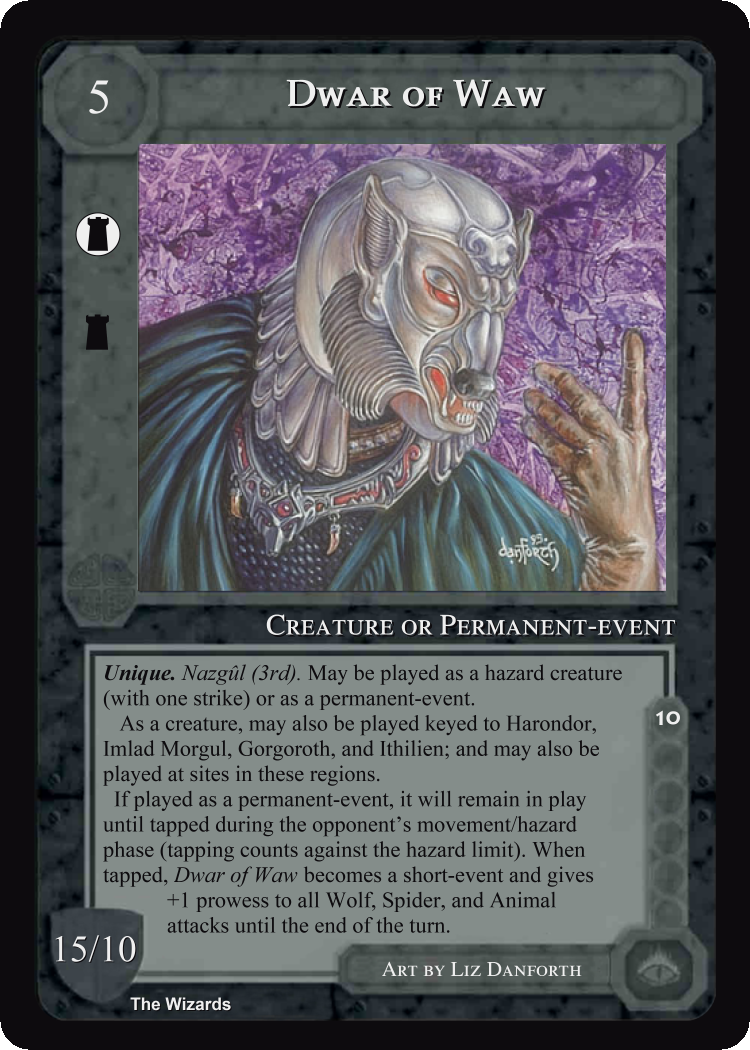 5
Dwar of Waw
85.
danforth
Creature or Permanent-event
Unique. Nazgûl (3rd). May be played as a hazard creature
(with one strike) or as a permanent-event.
As a creature, may also be played keyed to Harondor,
Imlad Morgul, Gorgoroth, and Ithilien; and may also be
played at sites in these regions.
If played as a permanent-event, it will remain in play
until tapped during the opponent's movement/hazard
phase (tapping counts against the hazard limit). When
tapped, Dwar of Waw becomes a short-event and gives
+1 prowess to all Wolf, Spider, and Animal
attacks until the end of the turn.
10
15/10
Art by Liz Danforth
The Wizards